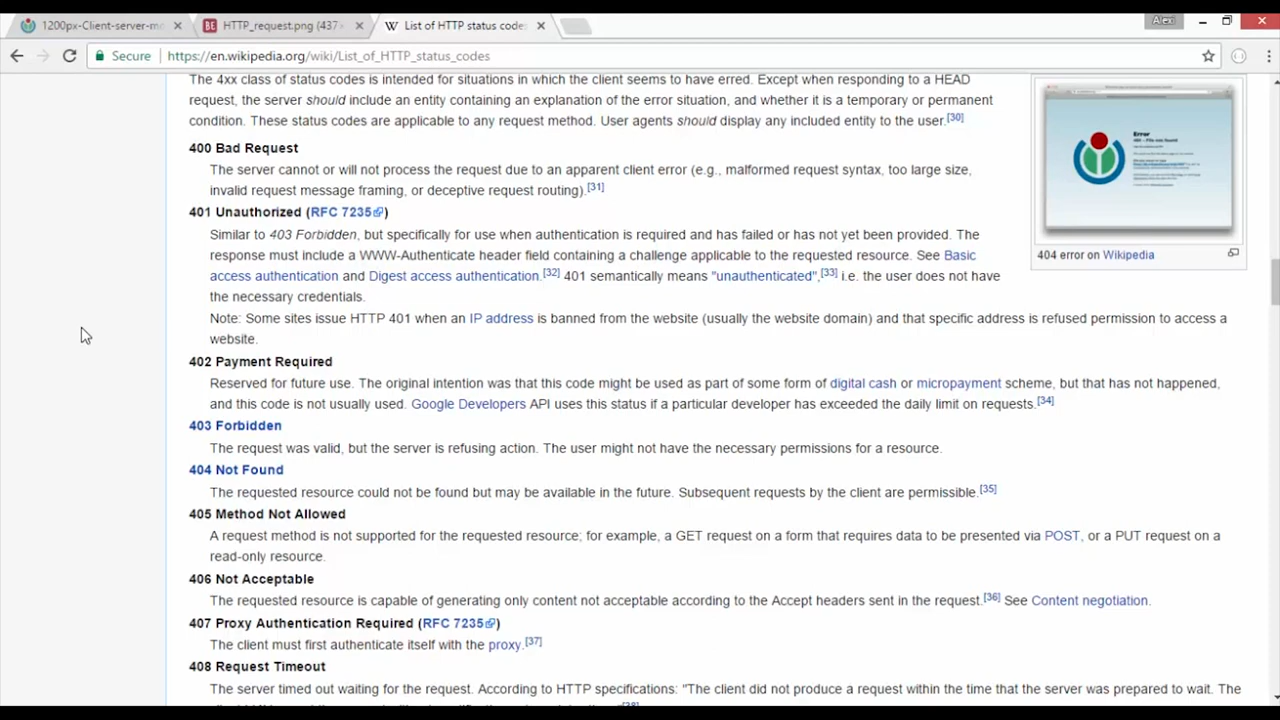 1200px-Client-server-mo
HTTP_request.png (437×
List of HTTP status codes
Alexi
Secure https://en.wikipedia.org/wiki/List_of_HTTP_status_codes
The 4xx class of status codes is intended for situations in which the client seems to have erred. Except when responding to a HEAD
request, the server should include an entity containing an explanation of the error situation, and whether it is a temporary or permanent
condition. These status codes are applicable to any request method. User agents should display any included entity to the user.[30]
Error
404 error on Wikipedia
400 Bad Request
The server cannot or will not process the request due to an apparent client error (e.g., malformed request syntax, too large size,
invalid request message framing, or deceptive request routing).[31]
401 Unauthorized (RFC 7235)
Similar to 403 Forbidden, but specifically for use when authentication is required and has failed or has not yet been provided. The
response must include a WWW-Authenticate header field containing a challenge applicable to the requested resource. See Basic
access authentication and Digest access authentication.[32] 401 semantically means "unauthenticated",[33] i.e. the user does not have
the necessary credentials.
Note: Some sites issue HTTP 401 when an IP address is banned from the website (usually the website domain) and that specific address is refused permission to access a
website.
402 Payment Required
Reserved for future use. The original intention was that this code might be used as part of some form of digital cash or micropayment scheme, but that has not happened,
and this code is not usually used. Google Developers API uses this status if a particular developer has exceeded the daily limit on requests.[34]
403 Forbidden
The request was valid, but the server is refusing action. The user might not have the necessary permissions for a resource.
404 Not Found
The requested resource could not be found but may be available in the future. Subsequent requests by the client are permissible.[35]
405 Method Not Allowed
A request method is not supported for the requested resource; for example, a GET request on a form that requires data to be presented via POST, or a PUT request on a
read-only resource.
406 Not Acceptable
The requested resource is capable of generating only content not acceptable according to the Accept headers sent in the request.[36] See Content negotiation.
407 Proxy Authentication Required (RFC 7235)
The client must first authenticate itself with the proxy.[37]
408 Request Timeout
The server timed out waiting for the request. According to HTTP specifications: "The client did not produce a request within the time that the server was prepared to wait. The